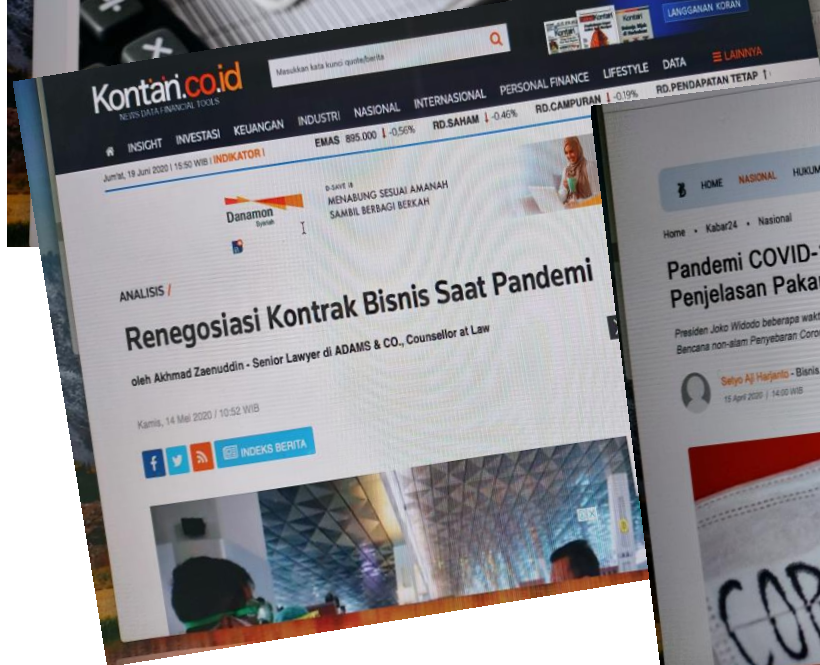 Kontan.co.id
NEWS DATA FINANCIAL TOOLS
Masukkan kata kunci quote/berita
LANGGANAN KORAN
INSIGHT INVESTASI KEUANGAN INDUSTRI NASIONAL INTERNASIONAL PERSONAL FINANCE LIFESTYLE DATA LAINNYA
Jum'at, 19 Juni 2020 | 15:50 WIB | INDIKATOR |
EMAS 895.000 -0,56% RD.SAHAM -0.46% RD.CAMPURAN -0.19% RD.PENDAPATAN TETAP
Danamon
Syariah
D-SAVE iB
MENABUNG SESUAI AMANAH
SAMBIL BERBAGI BERKAH
ANALISIS /
Renegosiasi Kontrak Bisnis Saat Pandemi
oleh Akhmad Zaenuddin - Senior Lawyer di ADAMS & CO., Counsellor at Law
Kamis, 14 Mei 2020 / 10:52 WIB
INDEKS BERITA
HOME NASIONAL HUKUM
Home • Kabar24 • Nasional
Pandemi COVID-
Penjelasan Paka
Presiden Joko Widodo beberapa wakt
Bencana non-alam Penyebaran Coro
Setyo Aji Harjanto - Bisnis
15 April 2020 | 14:00 WIB